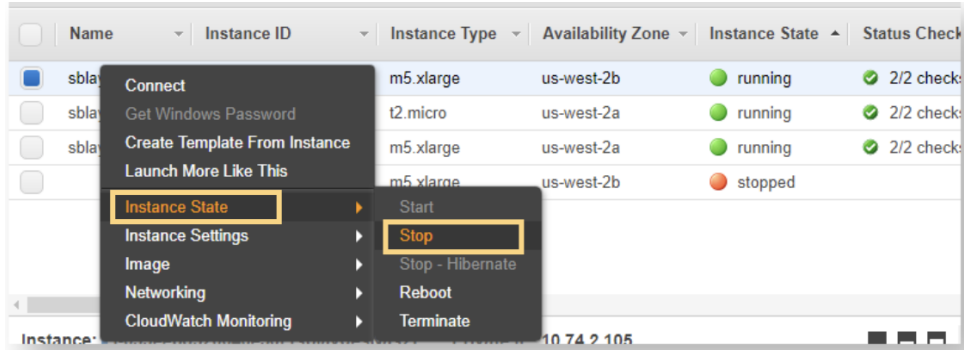 Name Instance ID Instance Type Availability Zone Instance State Status Check
sblay m5.xlarge us-west-2b running 2/2 checks
sblay t2.micro us-west-2a running 2/2 checks
sblay m5.xlarge us-west-2a running 2/2 checks
m5.xlarge us-west-2b stopped
Connect
Get Windows Password
Create Template From Instance
Launch More Like This
Instance State
Instance Settings
Image
Networking
CloudWatch Monitoring
Start
Stop
Stop - Hibernate
Reboot
Terminate
Instance: 10.74.2.105